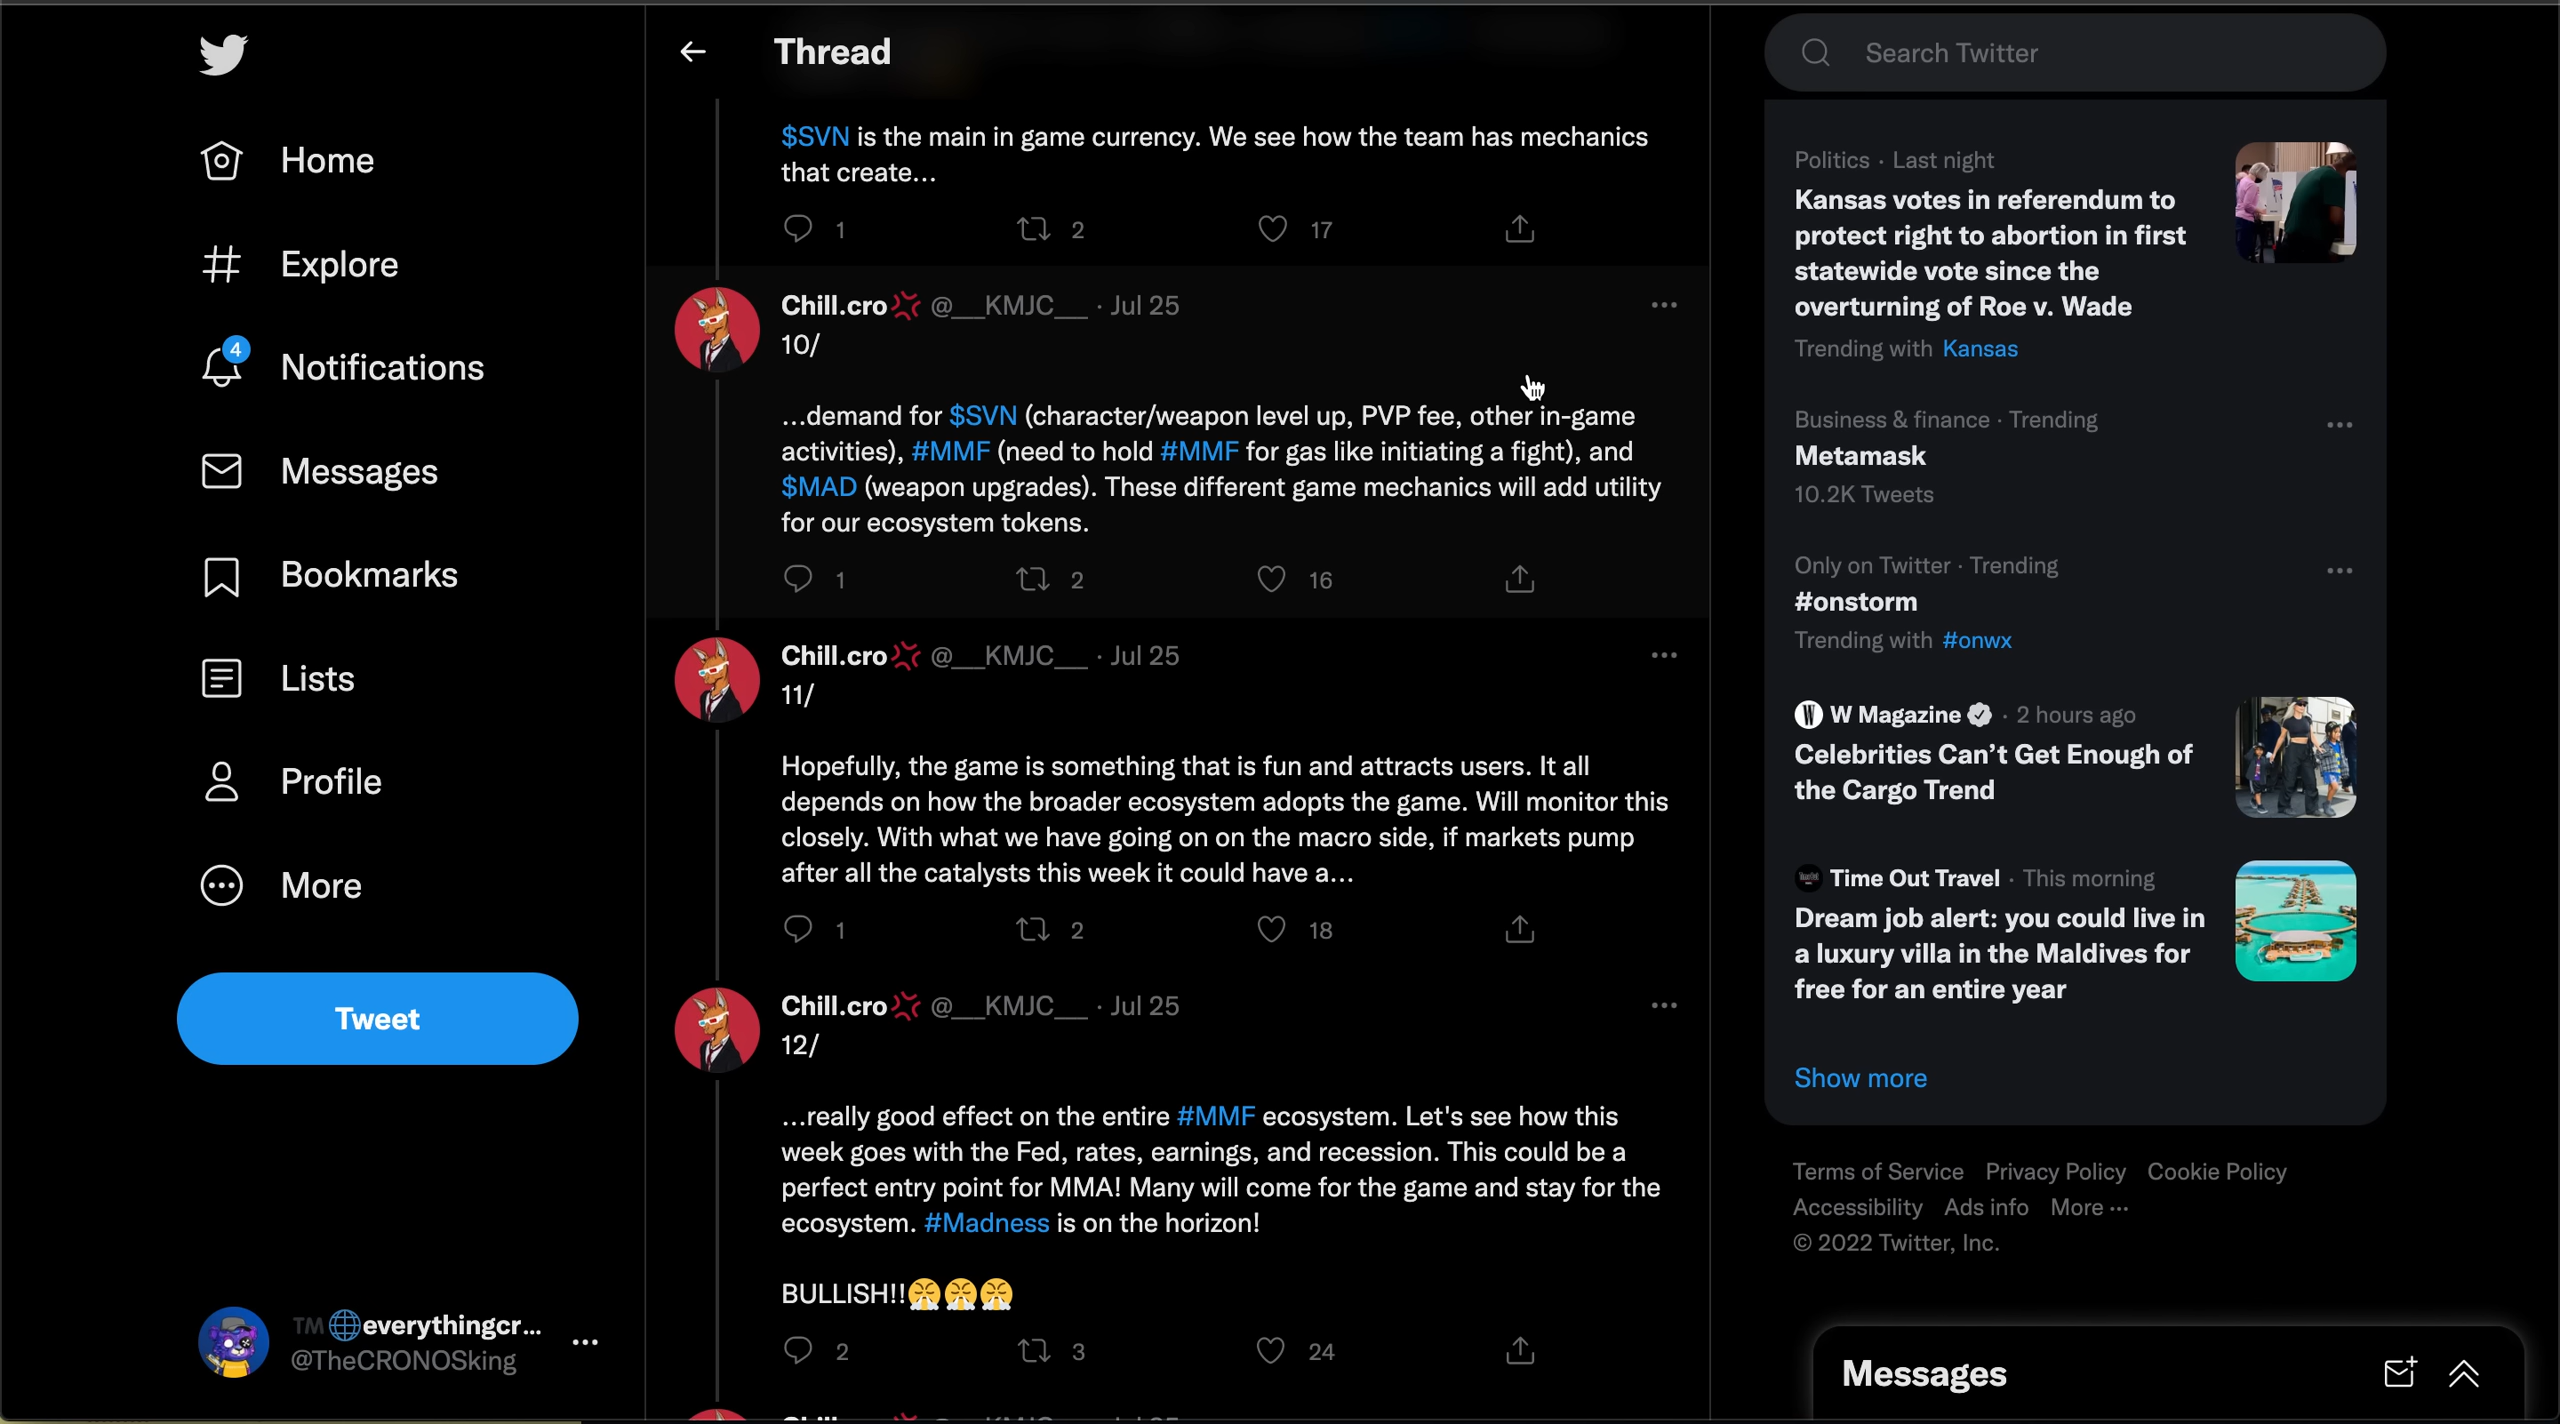 Home
Explore
4
Notifications
Messages
Bookmarks
Lists
Profile
More
Tweet
TM🌐everythingcr...
@TheCRONOSking
Thread
$SVN is the main in game currency. We see how the team has mechanics
that create...
1 2 17
Chill.cro💢 @__KMJC__ · Jul 25
10/
...demand for $SVN (character/weapon level up, PVP fee, other in-game
activities), #MMF (need to hold #MMF for gas like initiating a fight), and
$MAD (weapon upgrades). These different game mechanics will add utility
for our ecosystem tokens.
1 2 16
Chill.cro💢 @__KMJC__ · Jul 25
11/
Hopefully, the game is something that is fun and attracts users. It all
depends on how the broader ecosystem adopts the game. Will monitor this
closely. With what we have going on on the macro side, if markets pump
after all the catalysts this week it could have a...
1 2 18
Chill.cro💢 @__KMJC__ · Jul 25
12/
...really good effect on the entire #MMF ecosystem. Let's see how this
week goes with the Fed, rates, earnings, and recession. This could be a
perfect entry point for MMA! Many will come for the game and stay for the
ecosystem. #Madness is on the horizon!
BULLISH!!😤😤😤
2 3 24
Search Twitter
Politics · Last night
Kansas votes in referendum to
protect right to abortion in first
statewide vote since the
overturning of Roe v. Wade
Trending with Kansas
Business & finance · Trending
Metamask
10.2K Tweets
Only on Twitter · Trending
#onstorm
Trending with #onwx
W Magazine · 2 hours ago
Celebrities Can't Get Enough of
the Cargo Trend
Time Out Travel · This morning
Dream job alert: you could live in
a luxury villa in the Maldives for
free for an entire year
Show more
Terms of Service Privacy Policy Cookie Policy
Accessibility Ads info More ···
© 2022 Twitter, Inc.
Messages